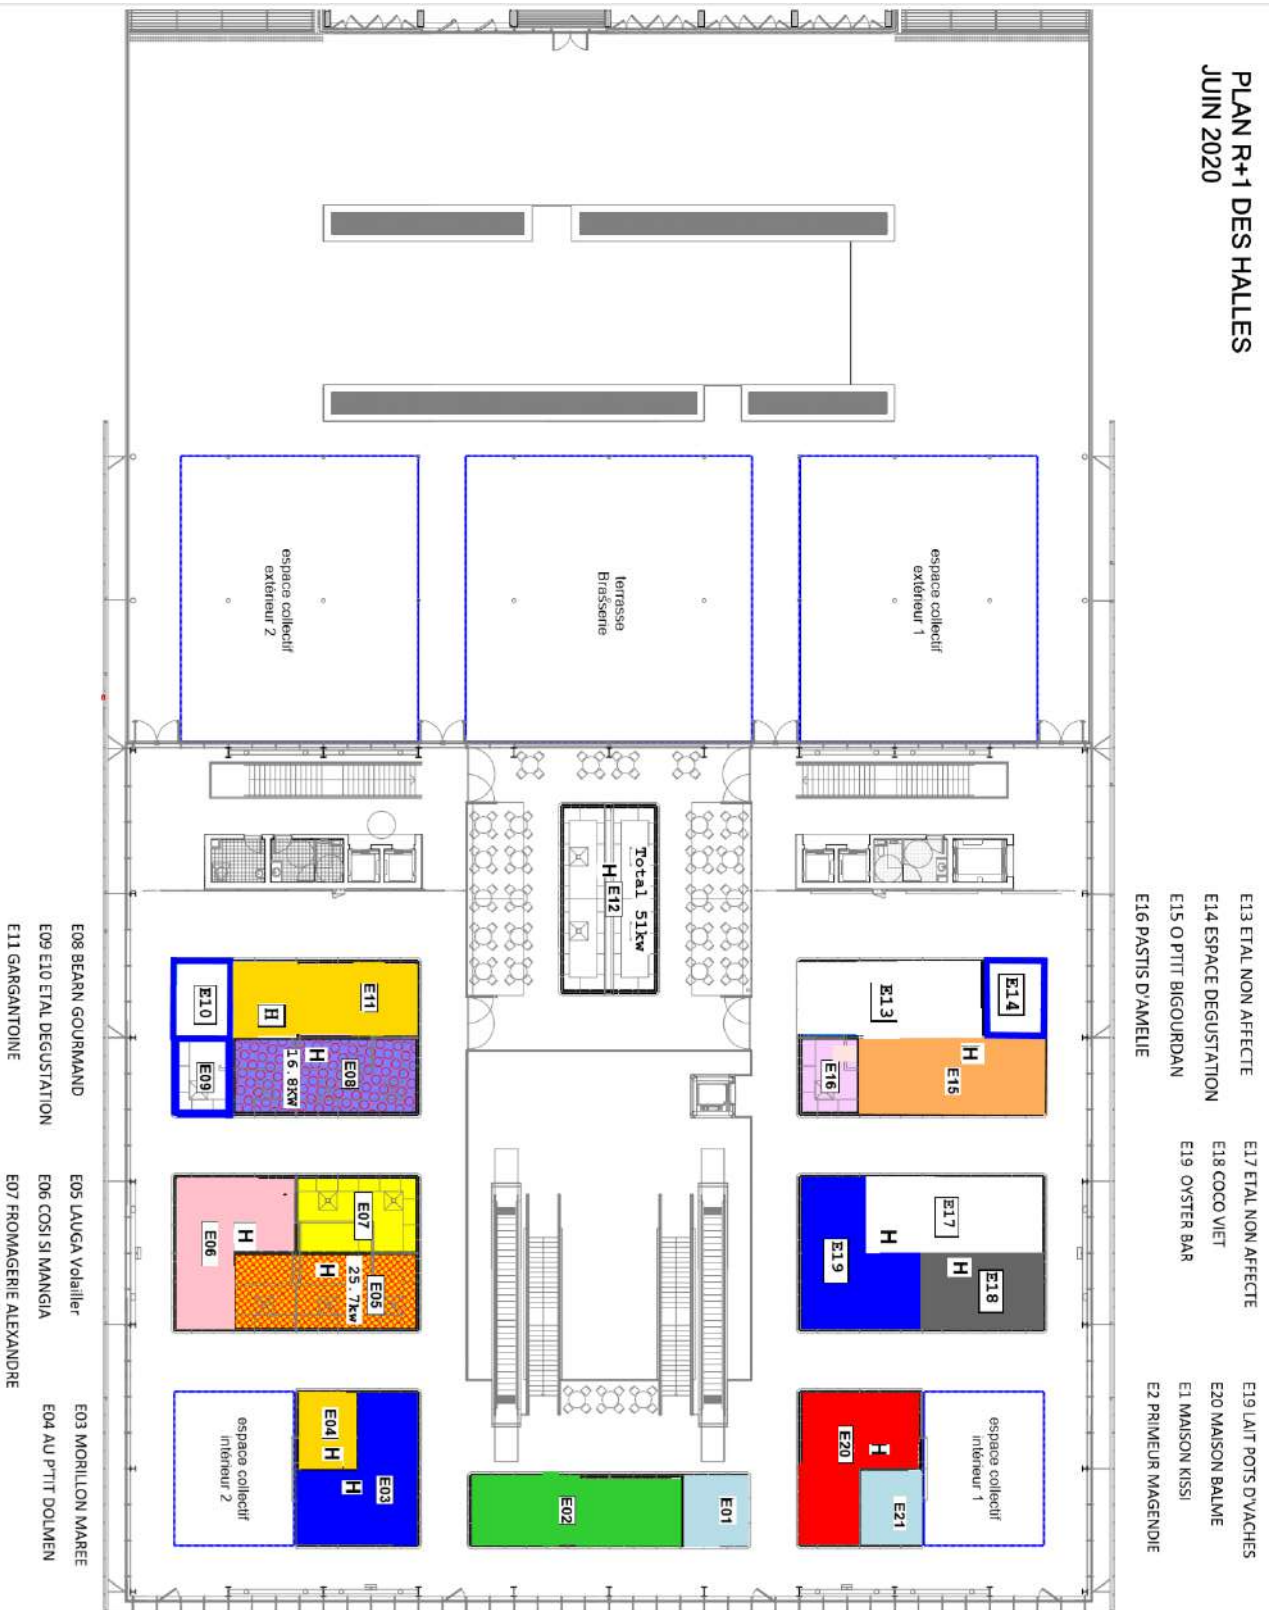 PLAN R+1 DES HALLES
JUIN 2020
E13 ETAL NON AFFECTE
E14 ESPACE DEGUSTATION
E15 O PTIT BIGOURDAN
E16 PASTIS D'AMELIE
E17 ETAL NON AFFECTE
E18 COCO VIET
E19 OYSTER BAR
E19 LAIT POTS D'VACHES
E20 MAISON BALME
E1 MAISON KISSI
E2 PRIMEUR MAGENDIE
espace collectif
extérieur 1
terrasse
Brasserie
espace collectif
extérieur 2
E14
E13
H
E15
E16
E17
H
E19
H
E18
espace collectif
intérieur 1
H
E20
E21
Total 51kw
H E12
E01
E02
E11
H
E10
E08
H
16.8KW
E09
E07
H
E06
E05
25.7kw
H
E04
H
E03
H
espace collectif
intérieur 2
E08 BEARN GOURMAND
E09 E10 ETAL DEGUSTATION
E11 GARGANTOINE
E05 LAUGA Volailler
E06 COSI SI MANGIA
E07 FROMAGERIE ALEXANDRE
E03 MORILLON MAREE
E04 AU P'TIT DOLMEN